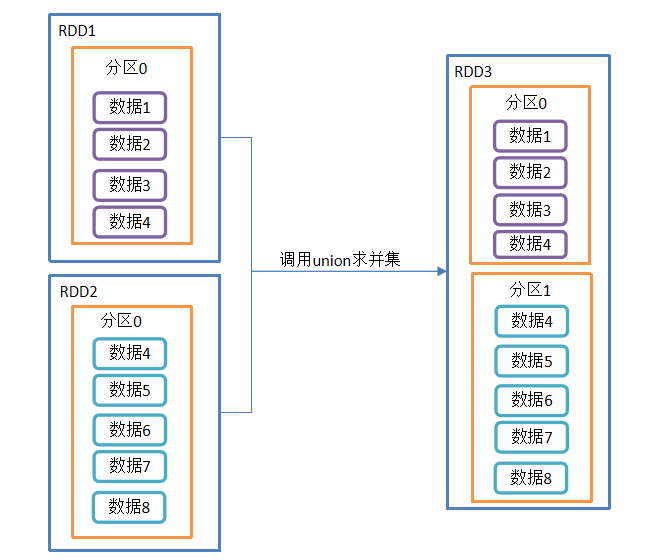 RDD1
分区0
数据1
数据2
数据3
数据4
RDD2
分区0
数据4
数据5
数据6
数据7
数据8
调用union求并集
RDD3
分区0
数据1
数据2
数据3
数据4
分区1
数据4
数据5
数据6
数据7
数据8